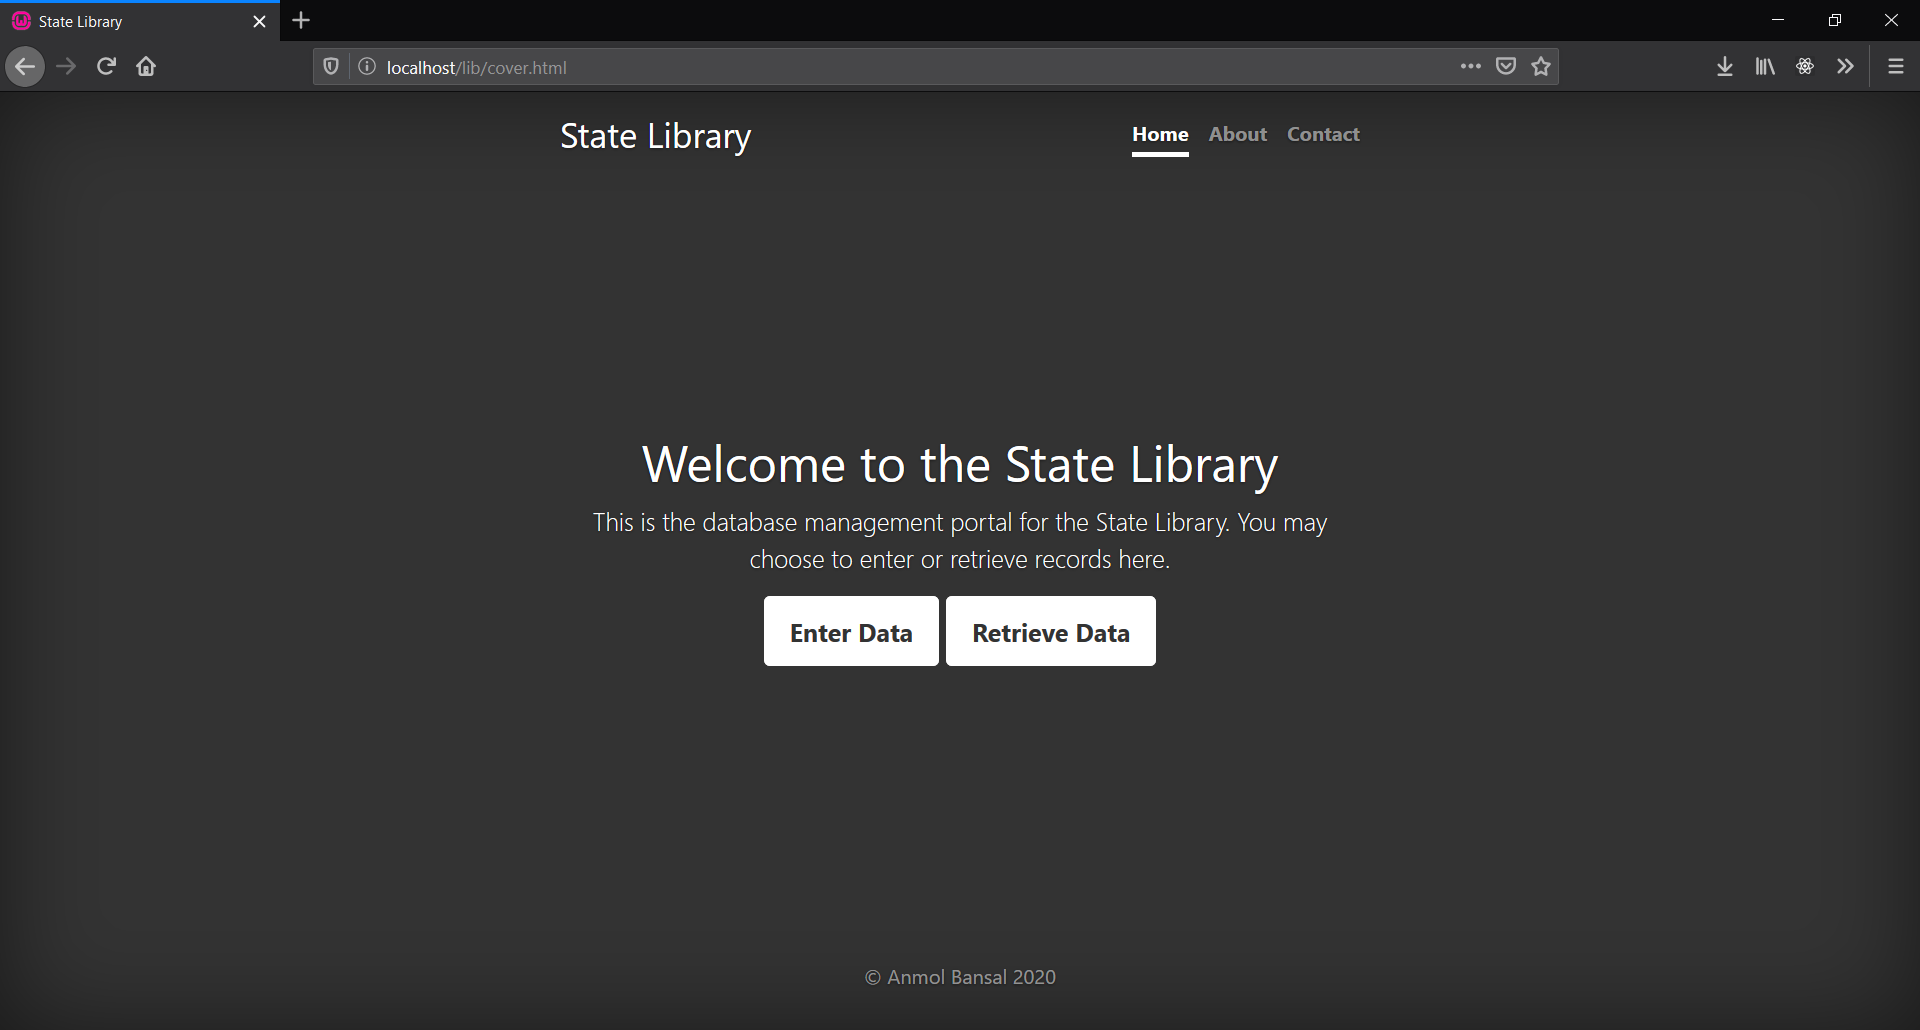 State Library
localhost/lib/cover.html
State Library
Home About Contact
Welcome to the State Library
This is the database management portal for the State Library. You may
choose to enter or retrieve records here.
Enter Data Retrieve Data
© Anmol Bansal 2020